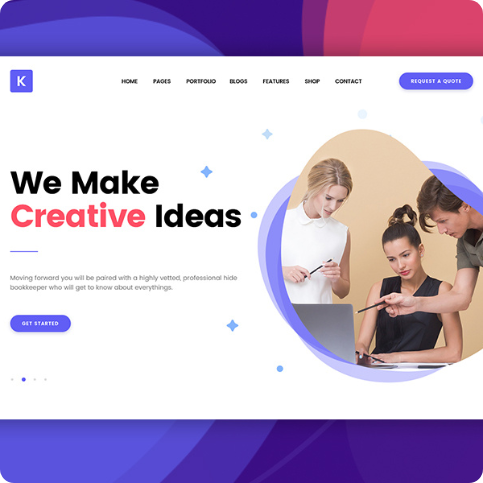 K
HOME PAGES PORTFOLIO BLOGS FEATURES SHOP CONTACT
REQUEST A QUOTE
We Make
Creative Ideas
Moving forward you will be paired with a highly vetted, professional hide
bookkeeper who will get to know about everythings.
GET STARTED